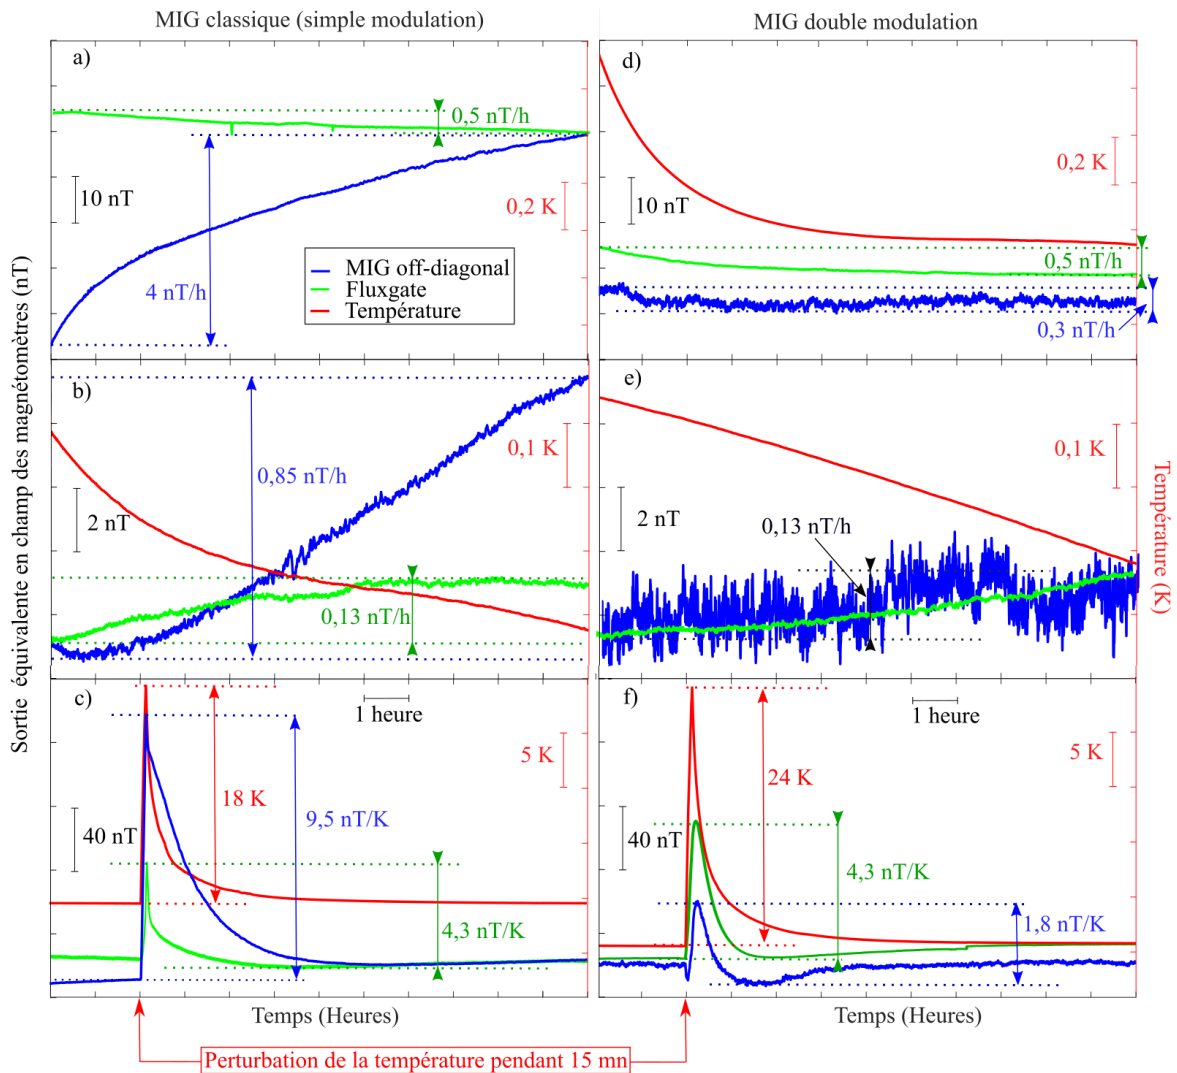 MIG classique (simple modulation)
MIG double modulation
Sortie équivalente en champ des magnétomètres (nT)
a)
0,5 nT/h
10 nT
0,2 K
4 nT/h
MIG off-diagonal
Fluxgate
Température
d)
0,2 K
10 nT
0,5 nT/h
0,3 nT/h
b)
0,1 K
0,85 nT/h
2 nT
0,13 nT/h
e)
0,1 K
2 nT
0,13 nT/h
Température (K)
c)
1 heure
5 K
18 K
9,5 nT/K
40 nT
4,3 nT/K
f)
1 heure
5 K
24 K
40 nT
4,3 nT/K
1,8 nT/K
Temps (Heures)
Temps (Heures)
Perturbation de la température pendant 15 mn